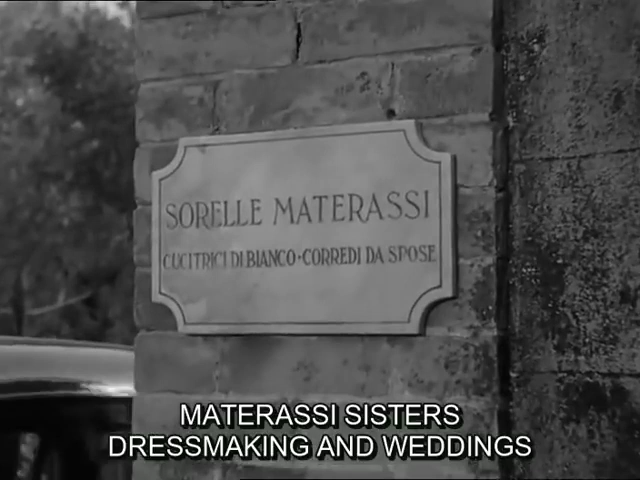 SORELLE MATERASSI
CUCITRICI DI BIANCO·CORREDI DA SPOSE
MATERASSI SISTERS
DRESSMAKING AND WEDDINGS